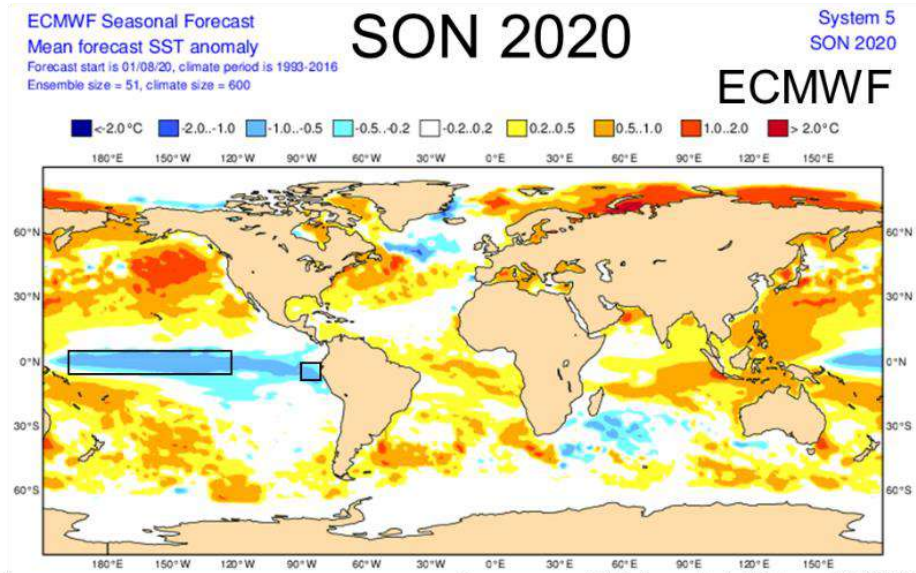 ECMWF Seasonal Forecast
Mean forecast SST anomaly
Forecast start is 01/08/20, climate period is 1993-2016
Ensemble size = 51, climate size = 600
SON 2020
System 5
SON 2020
ECMWF
<-2.0°C -2.0..-1.0 -1.0..-0.5 -0.5..-0.2 -0.2..0.2 0.2..0.5 0.5..1.0 1.0..2.0 > 2.0°C
180°E 150°W 120°W 90°W 60°W 30°W 0°E 30°E 60°E 90°E 120°E 150°E
60°N 60°N
30°N 30°N
0°N 0°N
30°S 30°S
60°S 60°S
180°E 150°W 120°W 90°W 60°W 30°W 0°E 30°E 60°E 90°E 120°E 150°E